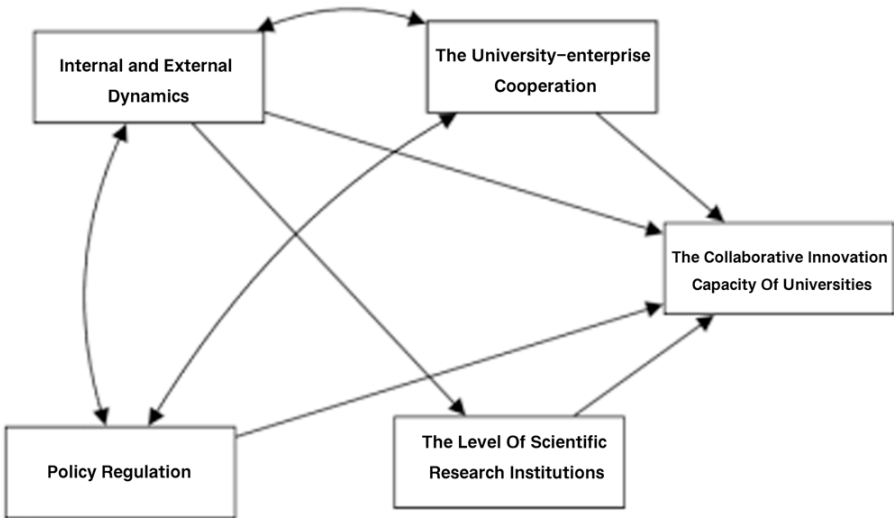 Internal and External
Dynamics
The University-enterprise
Cooperation
The Collaborative Innovation
Capacity Of Universities
Policy Regulation
The Level Of Scientific
Research Institutions